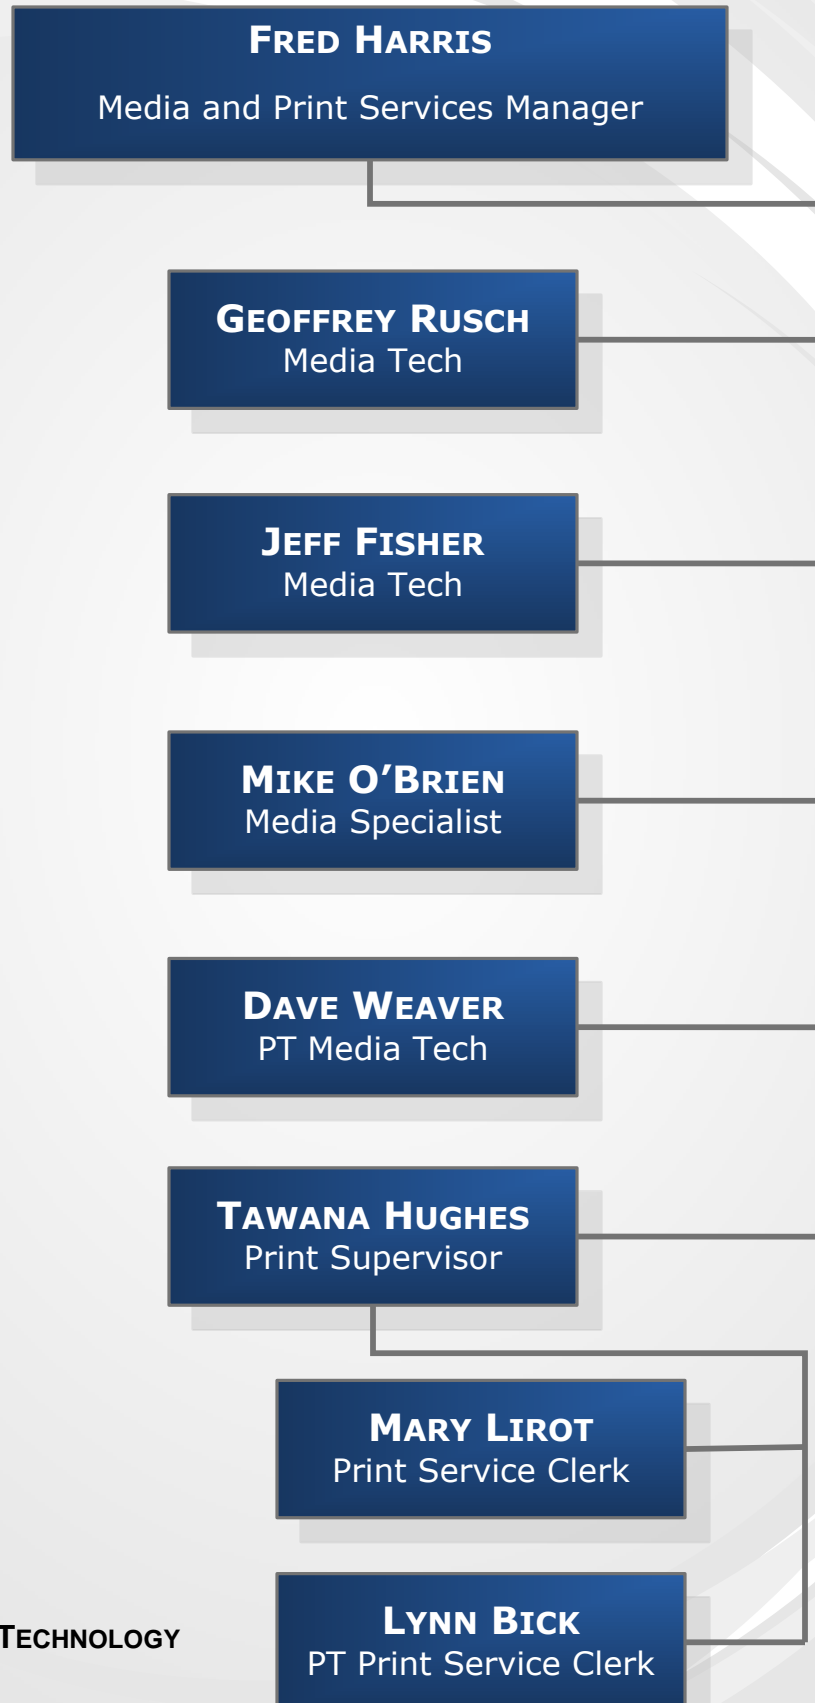 FRED HARRIS
Media and Print Services Manager
GEOFFREY RUSCH
Media Tech
JEFF FISHER
Media Tech
MIKE O’BRIEN
Media Specialist
DAVE WEAVER
PT Media Tech
TAWANA HUGHES
Print Supervisor
MARY LIROT
Print Service Clerk
LYNN BICK
PT Print Service Clerk
TECHNOLOGY